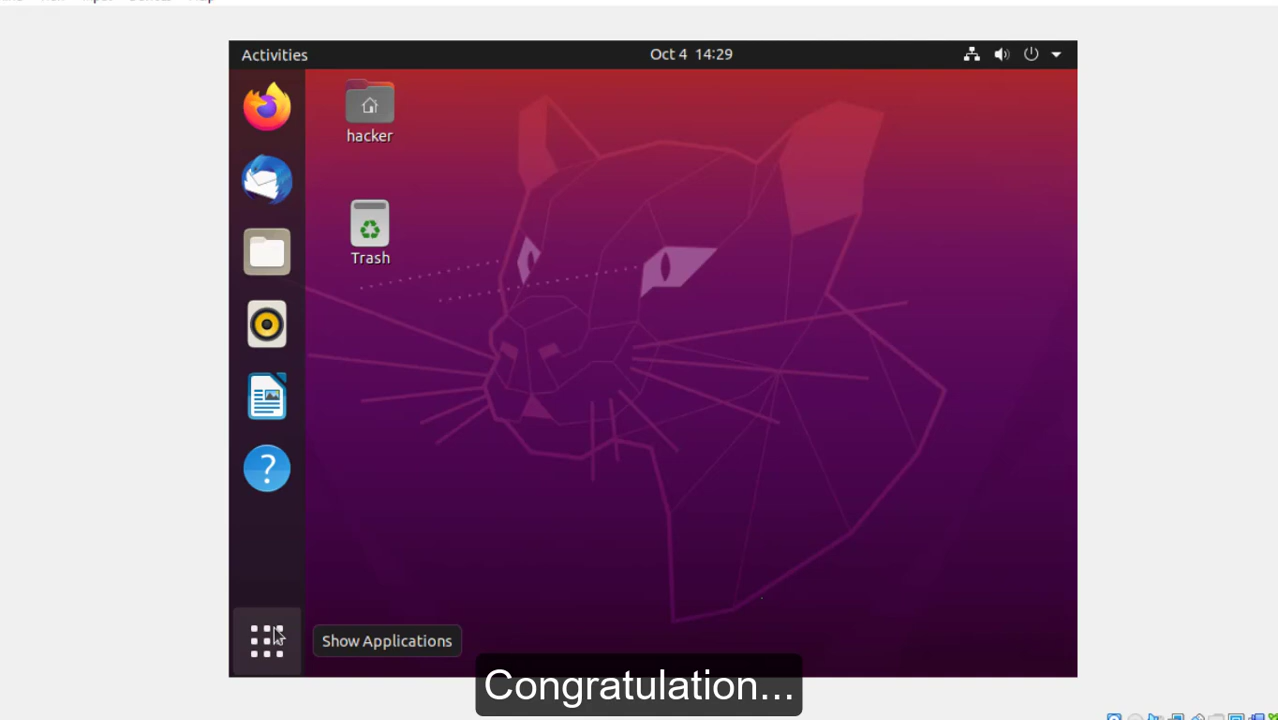 Activities
Oct 4 14:29
hacker
Trash
?
Show Applications
Congratulation...